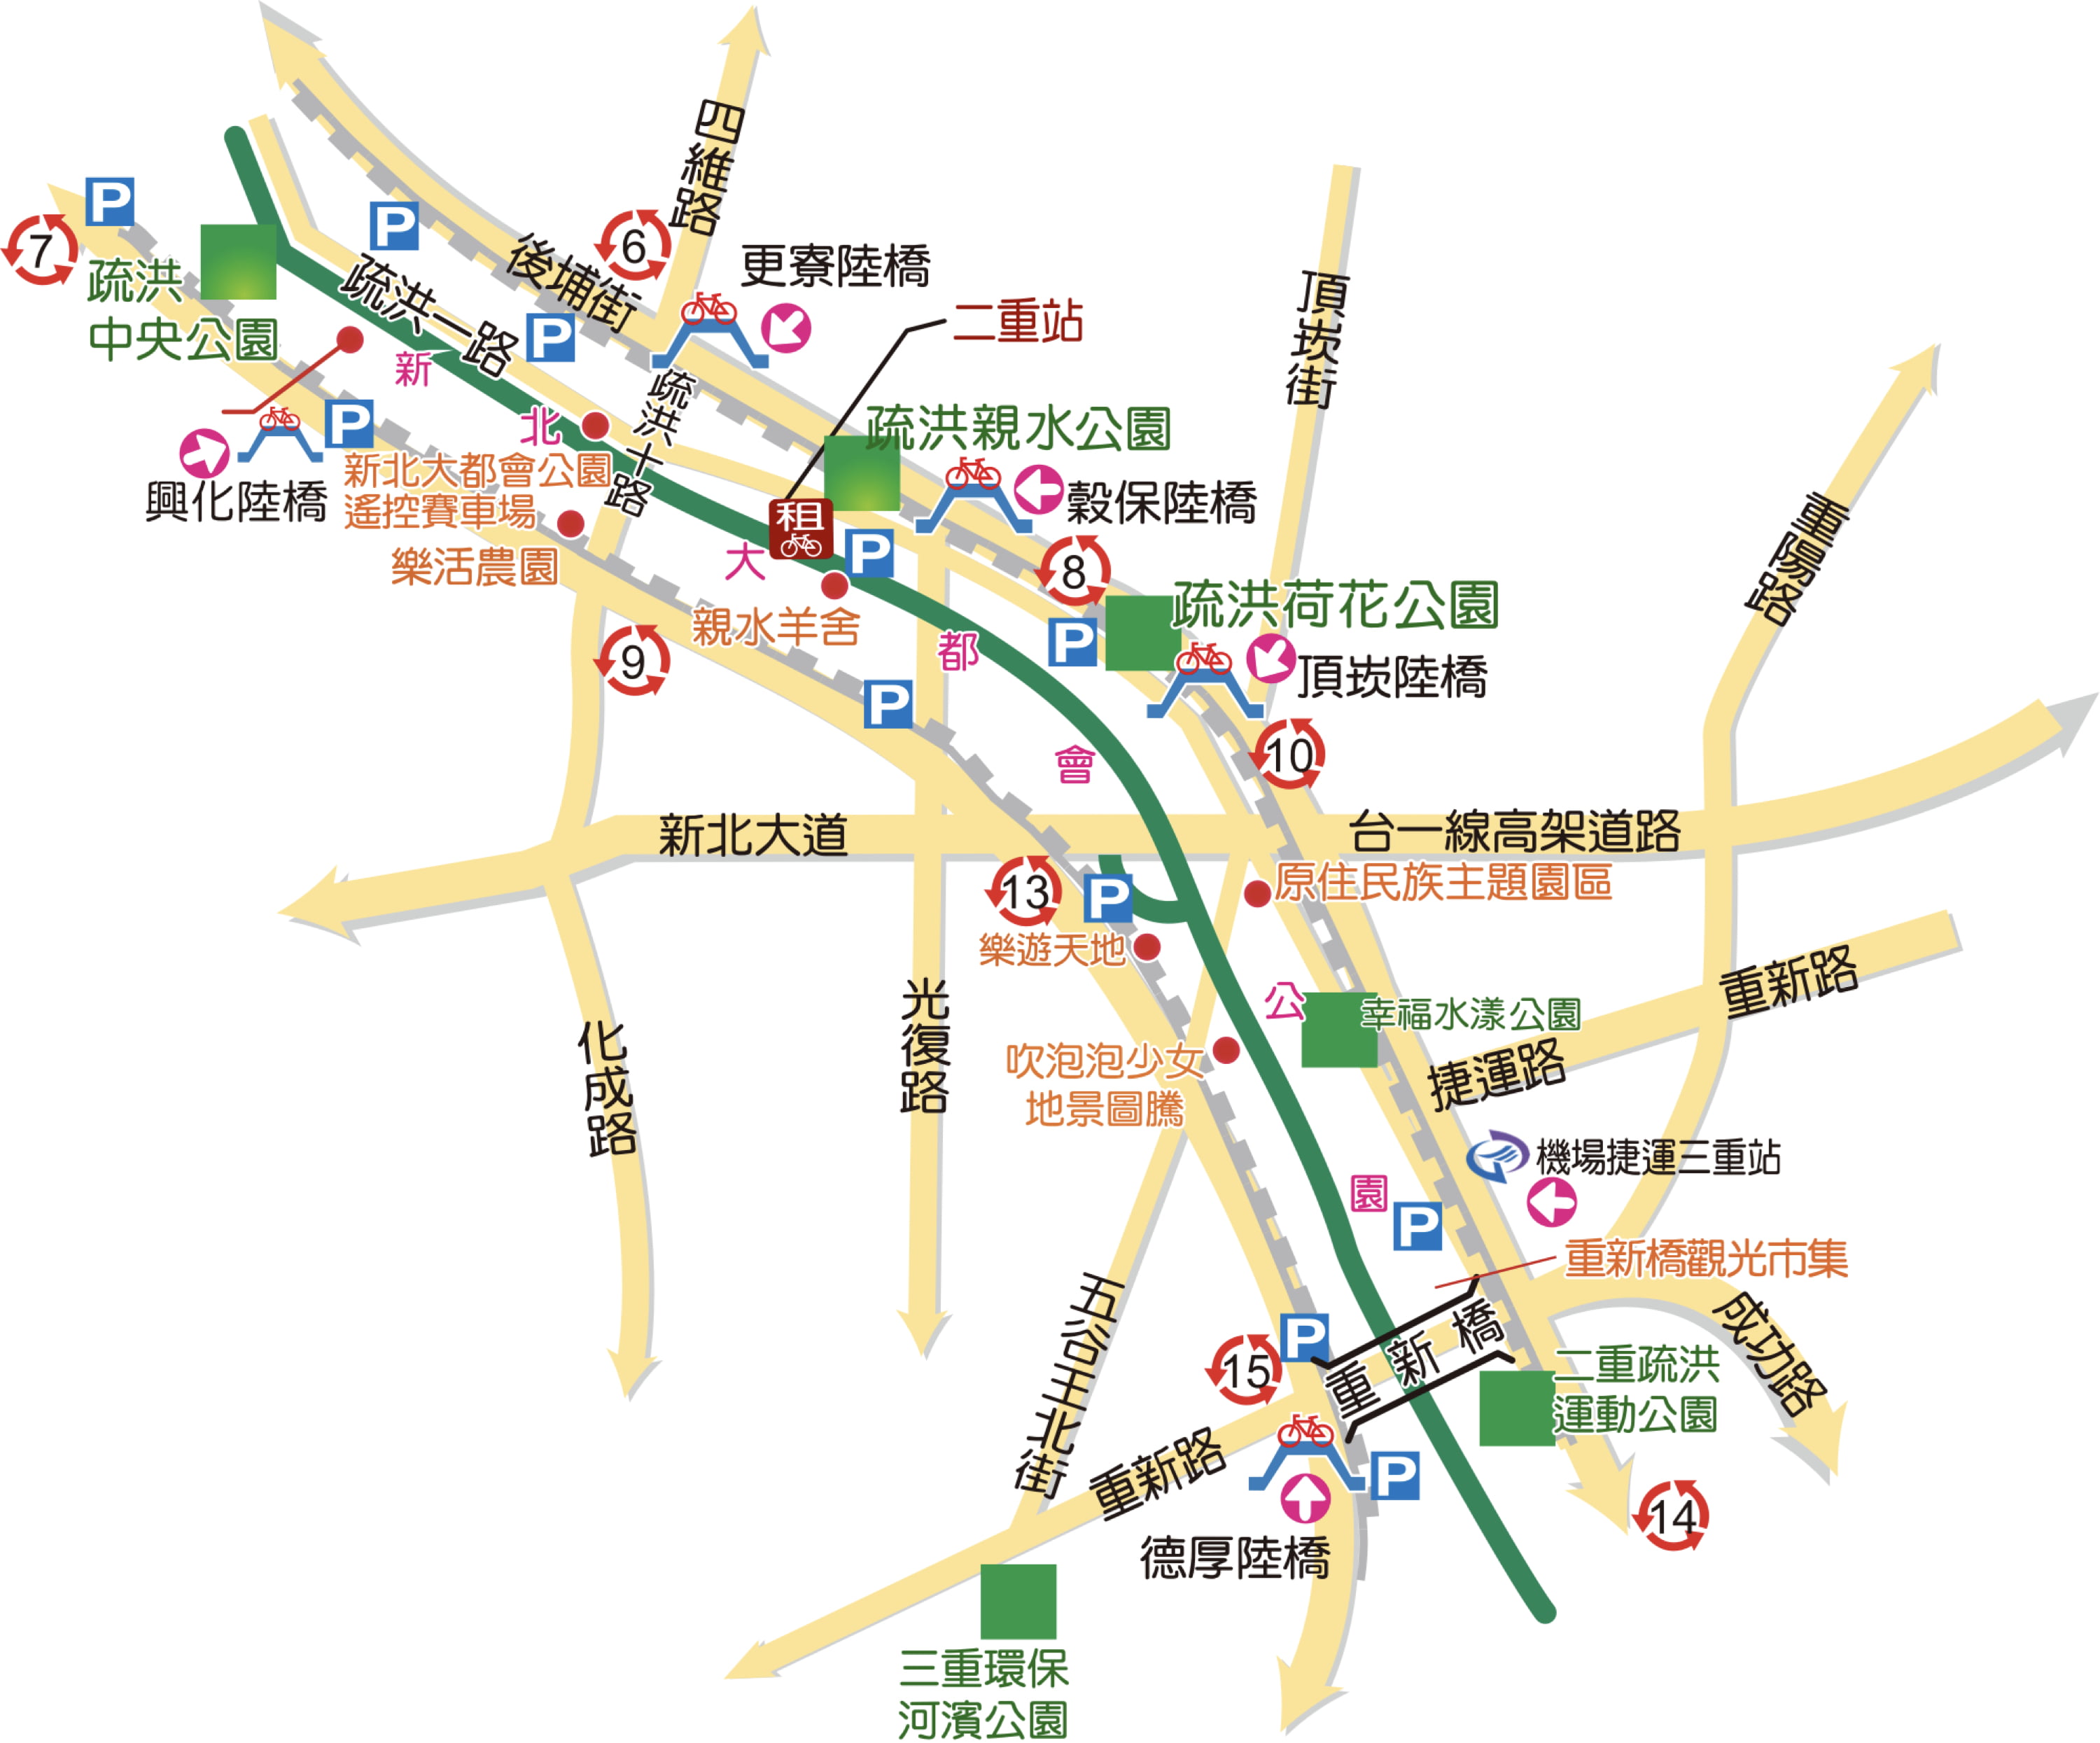 四維路
P
P
7
6
後埔街
更寮陸橋
疏洪
中央公園
疏洪一路
P
二重站
頂崁街
新
疏洪十路
P
北
疏洪親水公園
興化陸橋
新北大都會公園
遙控賽車場
穀保陸橋
重陽路
租
樂活農園
大
P
8
親水羊舍
疏洪荷花公園
9
都
P
頂崁陸橋
P
會
10
新北大道
台一線高架道路
13
P
原住民族主題園區
樂遊天地
重新路
光復路
公
幸福水漾公園
化成路
吹泡泡少女
地景圖騰
捷運路
機場捷運三重站
園
P
重新橋觀光市集
五谷王北街
15
P
重新橋
成功路
二重疏洪
運動公園
重新路
P
14
德厚陸橋
三重環保
河濱公園